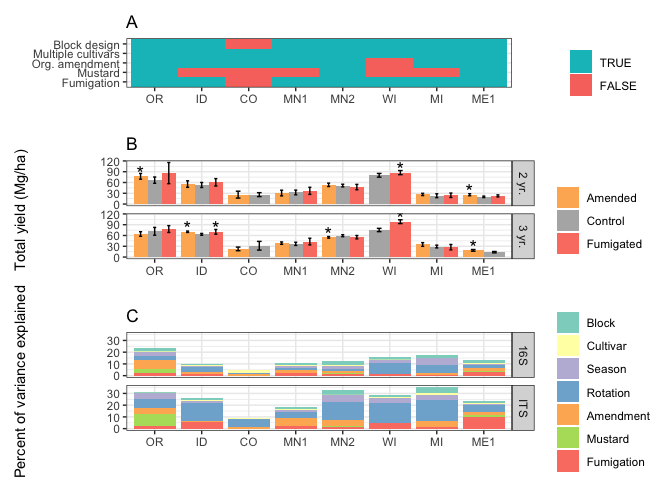 A
Block design
Multiple cultivars
Org. amendment
Mustard
Fumigation
OR ID CO MN1 MN2 WI MI ME1
TRUE
FALSE
B
Total yield (Mg/ha)
120
90
60
30
0
2 yr.
120
90
60
30
0
3 yr.
* * * * * * * *
OR ID CO MN1 MN2 WI MI ME1
Amended
Control
Fumigated
C
Percent of variance explained
30
20
10
0
16S
30
20
10
0
ITS
OR ID CO MN1 MN2 WI MI ME1
Block
Cultivar
Season
Rotation
Amendment
Mustard
Fumigation